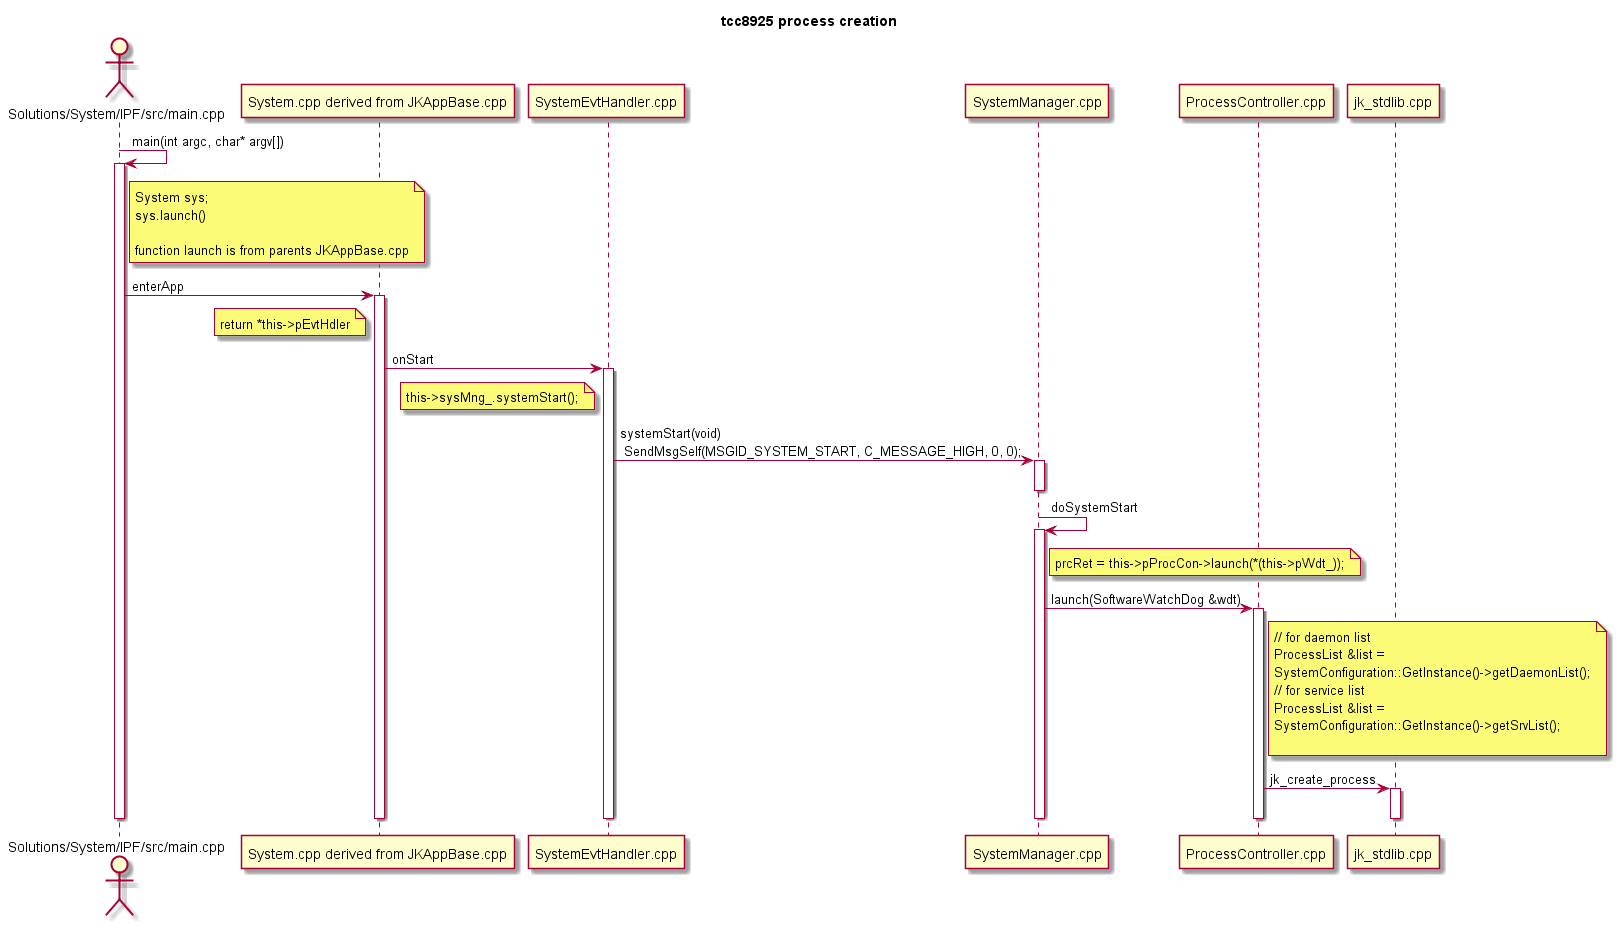 tcc8925 process creation
Solutions/System/IPF/src/main.cpp
System.cpp derived from JKAppBase.cpp
SystemEvtHandler.cpp
SystemManager.cpp
ProcessController.cpp
jk_stdlib.cpp
main(int argc, char* argv[])
System sys;
sys.launch()
function launch is from parents JKAppBase.cpp
enterApp
return *this->pEvtHdler
onStart
this->sysMng_.systemStart();
systemStart(void)
SendMsgSelf(MSGID_SYSTEM_START, C_MESSAGE_HIGH, 0, 0);
doSystemStart
prcRet = this->pProcCon->launch(*(this->pWdt_));
launch(SoftwareWatchDog &wdt)
// for daemon list
ProcessList &list =
SystemConfiguration::GetInstance()->getDaemonList();
// for service list
ProcessList &list =
SystemConfiguration::GetInstance()->getSrvList();
jk_create_process
Solutions/System/IPF/src/main.cpp
System.cpp derived from JKAppBase.cpp
SystemEvtHandler.cpp
SystemManager.cpp
ProcessController.cpp
jk_stdlib.cpp